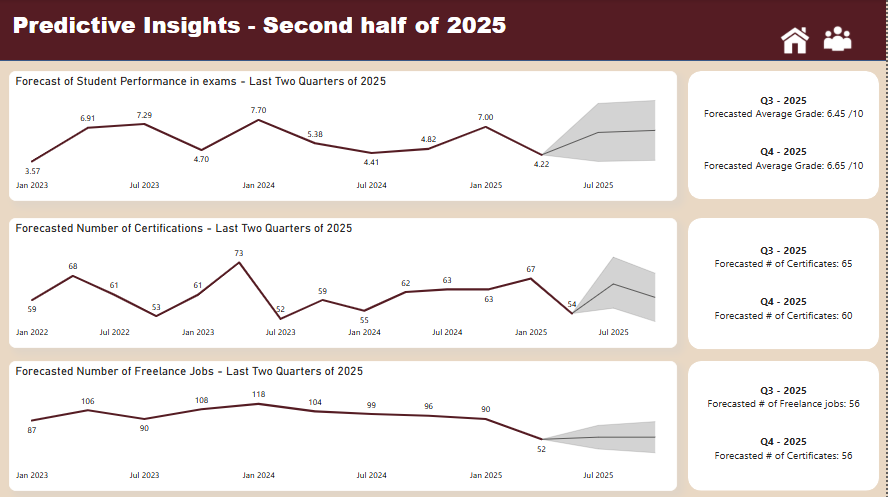 Predictive Insights - Second half of 2025
Forecast of Student Performance in exams - Last Two Quarters of 2025
3.57
6.91
7.29
4.70
7.70
5.38
4.41
4.82
7.00
4.22
Jan 2023
Jul 2023
Jan 2024
Jul 2024
Jan 2025
Jul 2025
Q3 - 2025
Forecasted Average Grade: 6.45 /10
Q4 - 2025
Forecasted Average Grade: 6.65 /10
Forecasted Number of Certifications - Last Two Quarters of 2025
59
68
61
53
61
73
52
59
55
62
63
63
67
54
Jan 2022
Jul 2022
Jan 2023
Jul 2023
Jan 2024
Jul 2024
Jan 2025
Jul 2025
Q3 - 2025
Forecasted # of Certificates: 65
Q4 - 2025
Forecasted # of Certificates: 60
Forecasted Number of Freelance Jobs - Last Two Quarters of 2025
87
106
90
108
118
104
99
96
90
52
Jan 2023
Jul 2023
Jan 2024
Jul 2024
Jan 2025
Jul 2025
Q3 - 2025
Forecasted # of Freelance jobs: 56
Q4 - 2025
Forecasted # of Certificates: 56